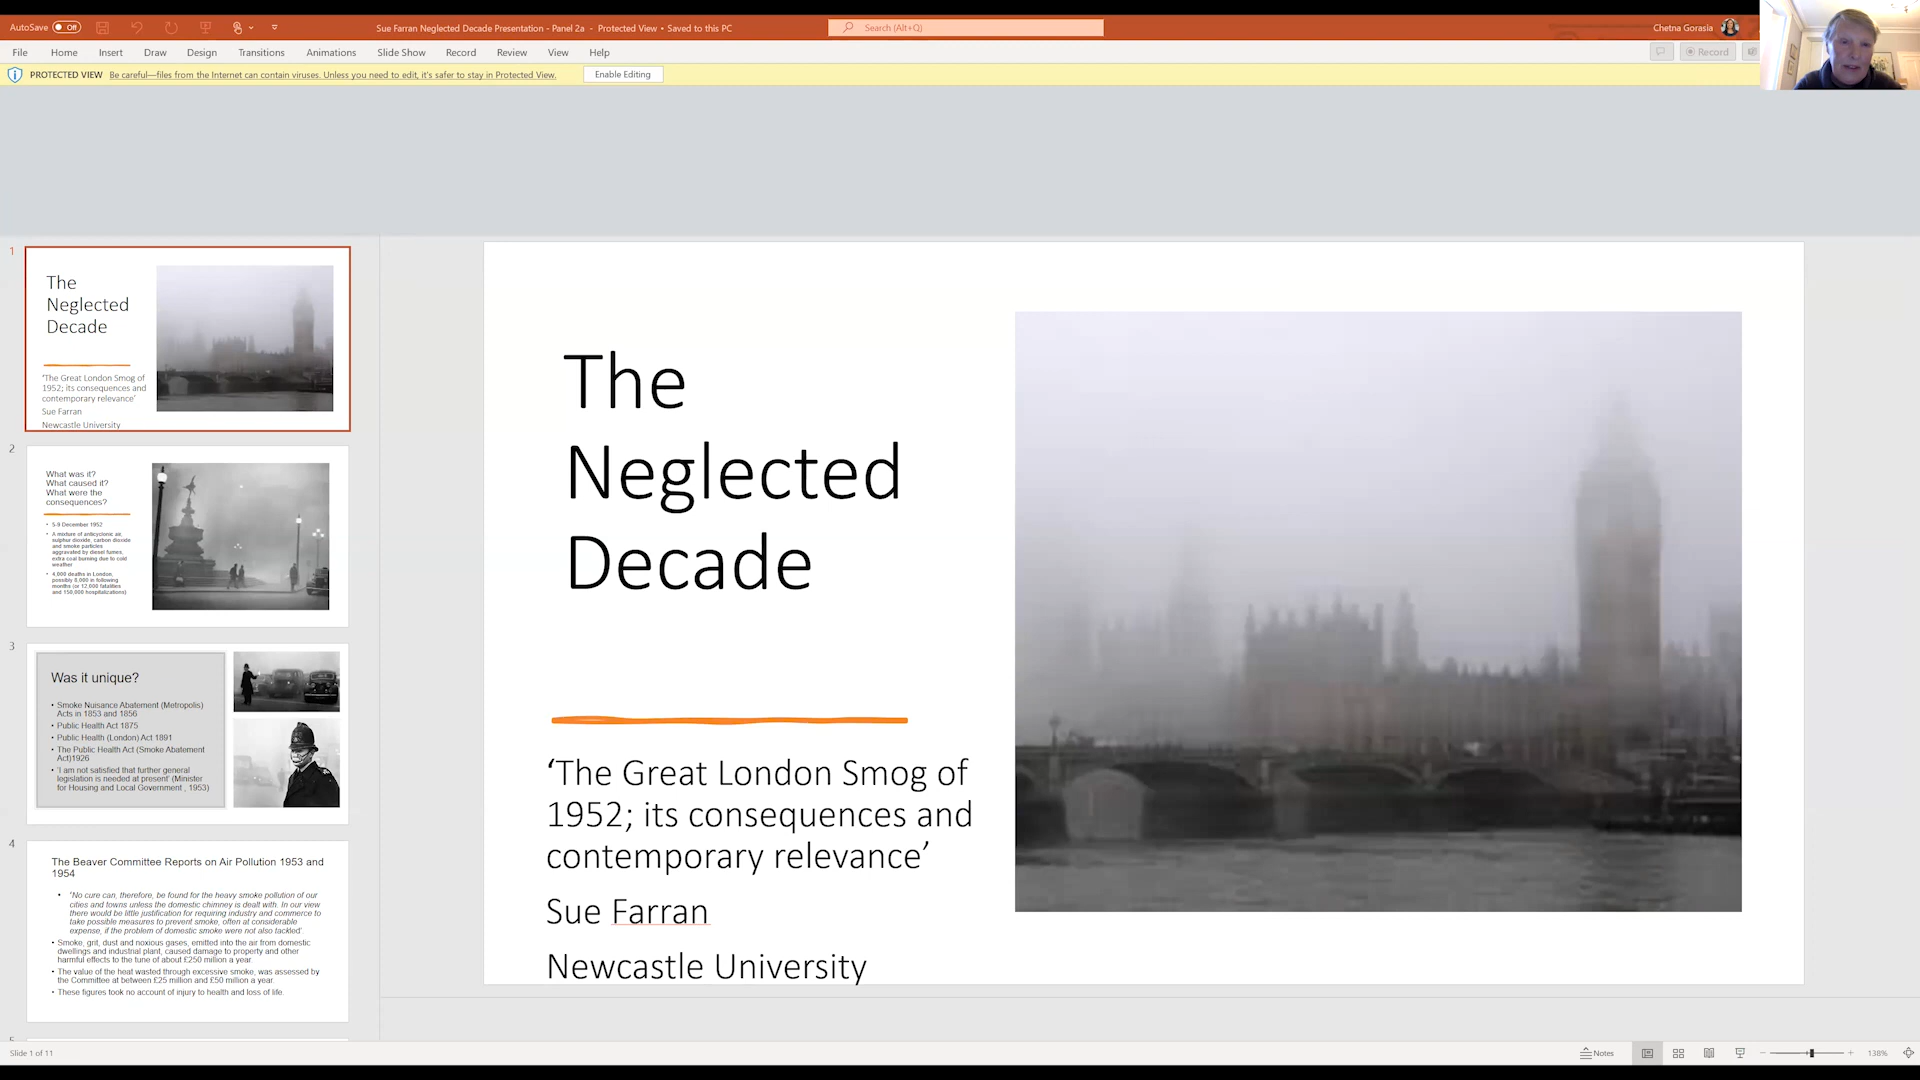 AutoSave Off
Sue Farran Neglected Decade Presentation - Panel 2a - Protected View • Saved to this PC
Search (Alt+Q)
Chetna Gorasia
File Home Insert Draw Design Transitions Animations Slide Show Record Review View Help
Record
PROTECTED VIEW Be careful—files from the Internet can contain viruses. Unless you need to edit, it's safer to stay in Protected View. Enable Editing
1
The
Neglected
Decade
'The Great London Smog of
1952; its consequences and
contemporary relevance'
Sue Farran
Newcastle University
2
What was it?
What caused it?
What were the
consequences?
• 5-9 December 1952
• A mixture of anticyclonic air,
sulphur dioxide, carbon dioxide
and smoke particles
aggravated by diesel fumes,
extra coal burning due to cold
weather
• 4,000 deaths in London,
possibly 8,000 in following
months (or 12,000 fatalities
and 150,000 hospitalizations)
3
Was it unique?
• Smoke Nuisance Abatement (Metropolis)
Acts in 1853 and 1856
• Public Health Act 1875
• Public Health (London) Act 1891
• The Public Health Act (Smoke Abatement
Act)1926
• 'I am not satisfied that further general
legislation is needed at present' (Minister
for Housing and Local Government , 1953)
4
The Beaver Committee Reports on Air Pollution 1953 and
1954
• 'No cure can, therefore, be found for the heavy smoke pollution of our
cities and towns unless the domestic chimney is dealt with. In our view
there would be little justification for requiring industry and commerce to
take possible measures to prevent smoke, often at considerable
expense, if the problem of domestic smoke were not also tackled'.
• Smoke, grit, dust and noxious gases, emitted into the air from domestic
dwellings and industrial plant, caused damage to property and other
harmful effects to the tune of about £250 million a year.
• The value of the heat wasted through excessive smoke, was assessed by
the Committee at between £25 million and £50 million a year.
• These figures took no account of injury to health and loss of life.
The
Neglected
Decade
'The Great London Smog of
1952; its consequences and
contemporary relevance'
Sue Farran
Newcastle University
Slide 1 of 11
Notes
138%